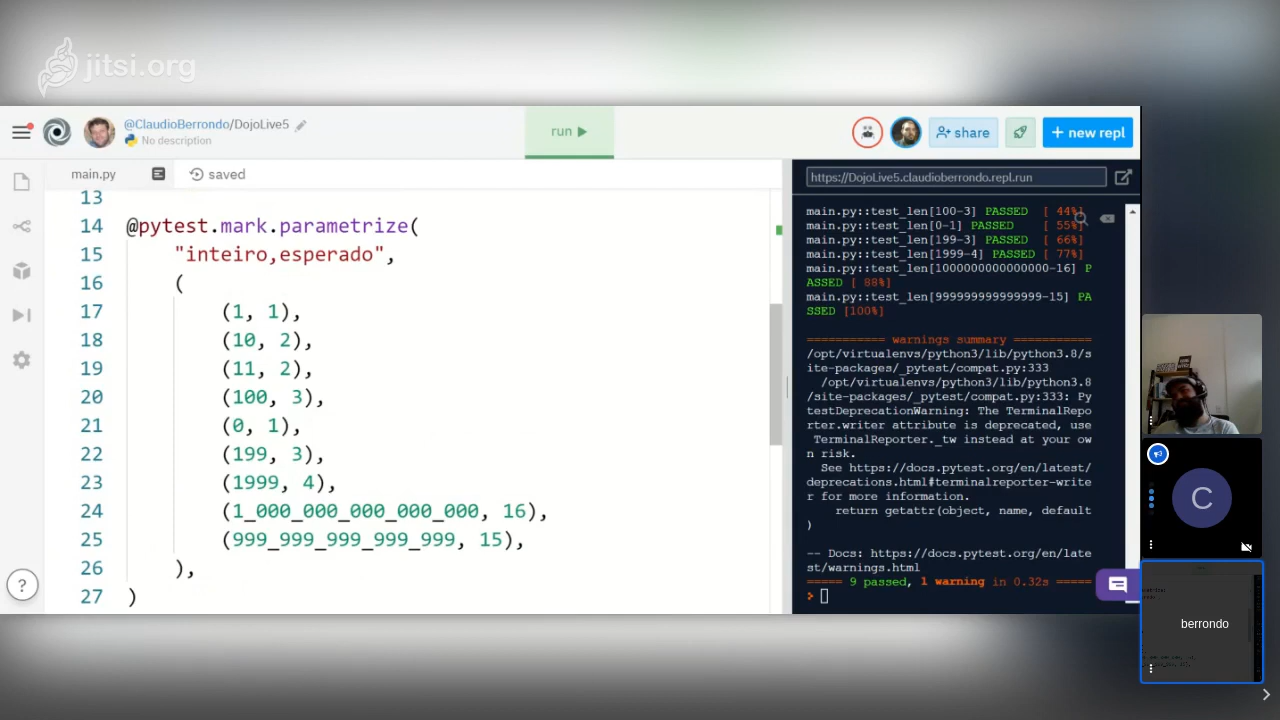 jitsi.org
@ClaudioBerrondo/DojoLive5
No description
run
share
+ new repl
main.py
saved
https://DojoLive5.claudioberrondo.repl.run
13
14 @pytest.mark.parametrize(
15 "inteiro,esperado",
16 (
17 (1, 1),
18 (10, 2),
19 (11, 2),
20 (100, 3),
21 (0, 1),
22 (199, 3),
23 (1999, 4),
24 (1_000_000_000_000_000, 16),
25 (999_999_999_999_999, 15),
26 ),
27 )
main.py::test_len[100-3] PASSED [ 44%]
main.py::test_len[0-1] PASSED [ 55%]
main.py::test_len[199-3] PASSED [ 66%]
main.py::test_len[1999-4] PASSED [ 77%]
main.py::test_len[1000000000000000-16] P
ASSED [ 88%]
main.py::test_len[999999999999999-15] PA
SSED [100%]
=========== warnings summary ===========
/opt/virtualenvs/python3/lib/python3.8/s
ite-packages/_pytest/compat.py:333
/opt/virtualenvs/python3/lib/python3.8
/site-packages/_pytest/compat.py:333: Py
testDeprecationWarning: The TerminalRepo
rter.writer attribute is deprecated, use
TerminalReporter._tw instead at your ow
n risk.
See https://docs.pytest.org/en/latest/
deprecations.html#terminalreporter-write
r for more information.
return getattr(object, name, default
)
-- Docs: https://docs.pytest.org/en/late
st/warnings.html
===== 9 passed, 1 warning in 0.32s =====
?
C
berrondo